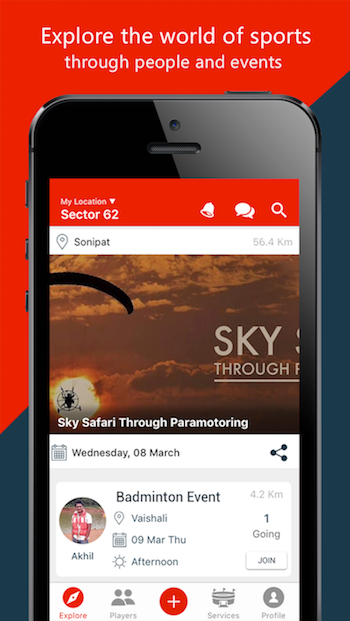 Explore the world of sports
through people and events
My Location ▼
Sector 62
Sonipat 56.4 Km
SKY
THROUGH
Sky Safari Through Paramotoring
Wednesday, 08 March
Badminton Event 4.2 Km
Vaishali 1
09 Mar Thu Going
Akhil Afternoon JOIN
Explore Players Services Profile